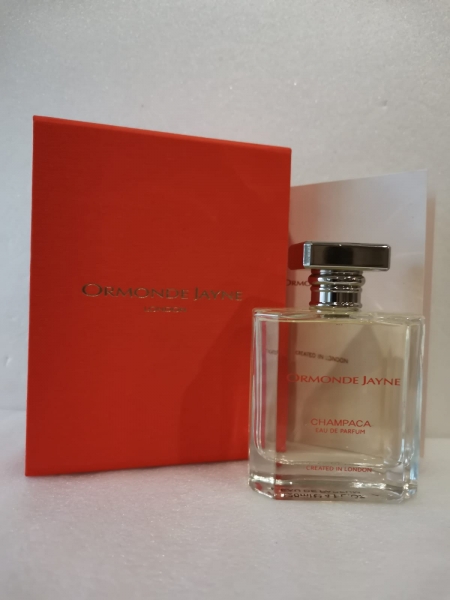 ORMONDE JAYNE
LONDON
ORMONDE JAYNE
CHAMPACA
EAU DE PARFUM
CREATED IN LONDON